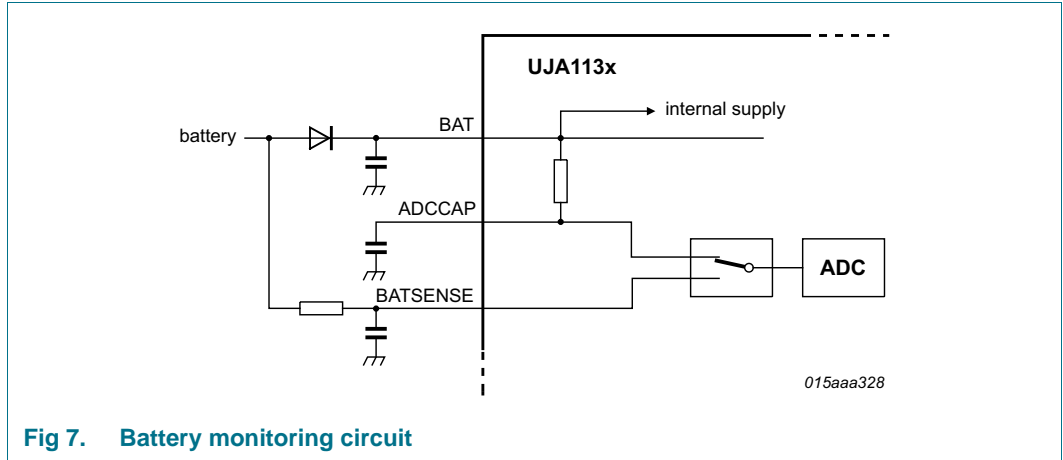 UJA113x
internal supply
battery
BAT
ADCCAP
ADC
BATSENSE
015aaa328
Fig 7. Battery monitoring circuit